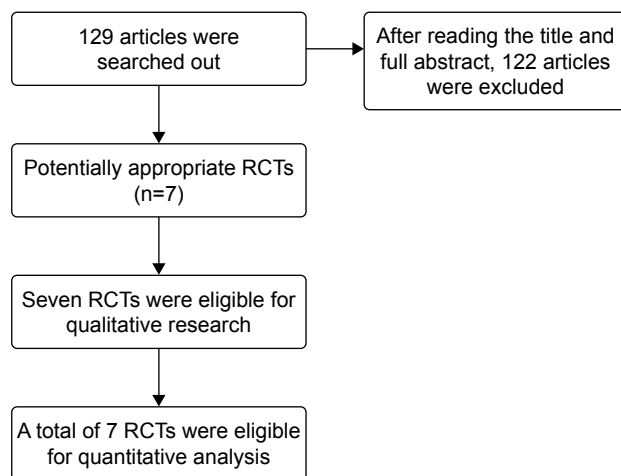 129 articles were
searched out
After reading the title and
full abstract, 122 articles
were excluded
Potentially appropriate RCTs
(n=7)
Seven RCTs were eligible for
qualitative research
A total of 7 RCTs were eligible
for quantitative analysis